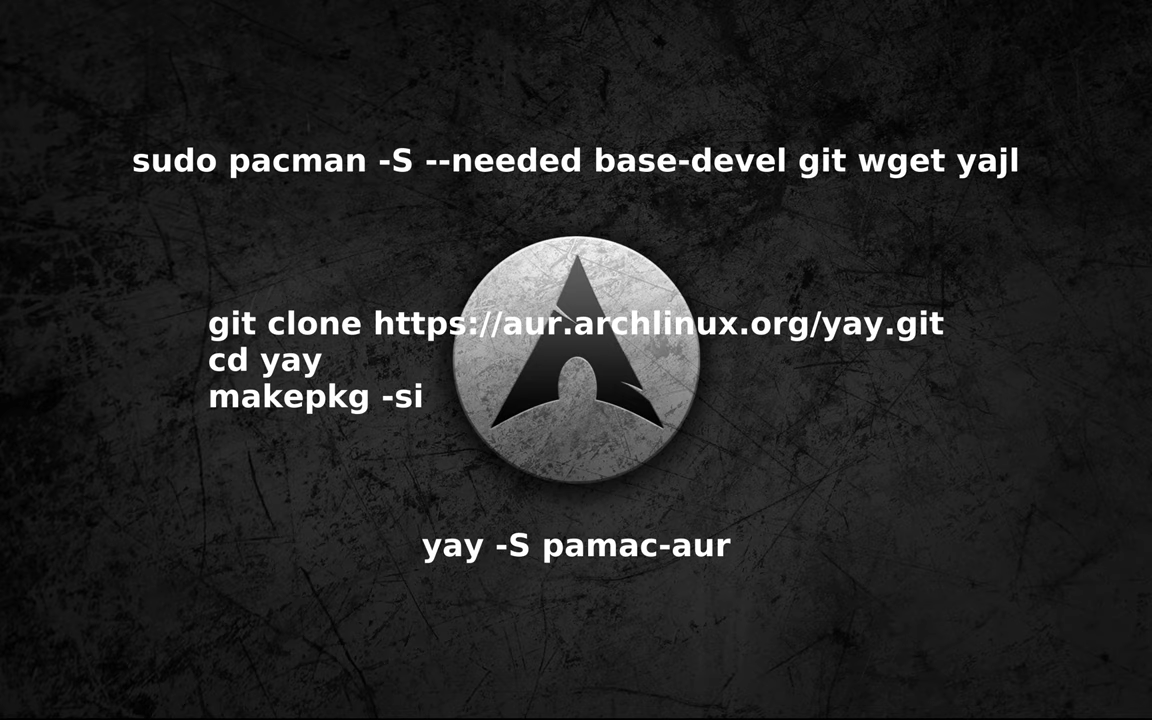 sudo pacman -S --needed base-devel git wget yajl
git clone https://aur.archlinux.org/yay.git
cd yay
makepkg -si
yay -S pamac-aur